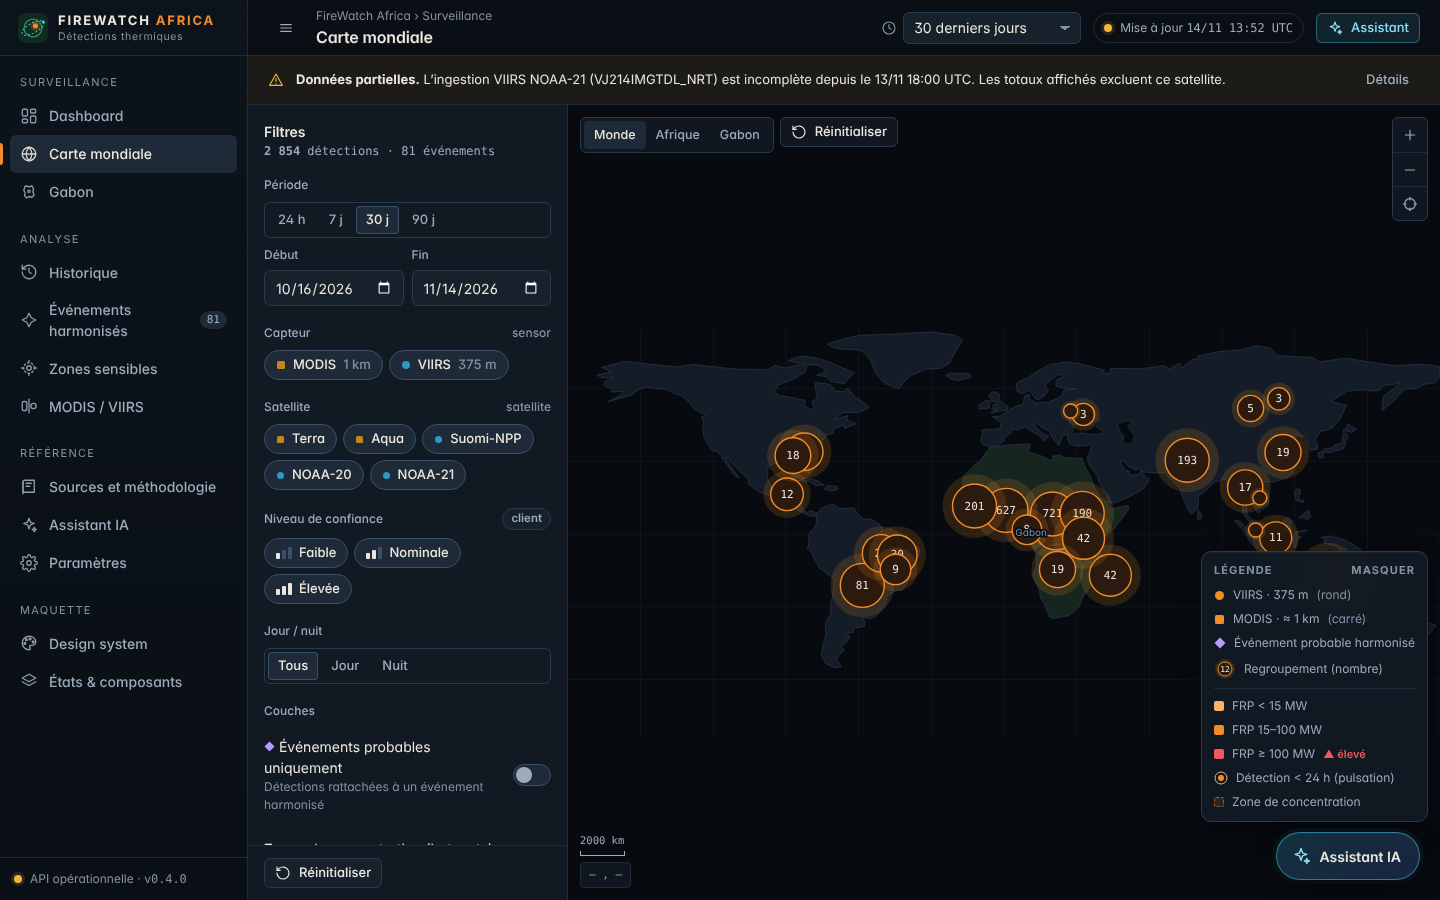 FIREWATCH AFRICA
Détections thermiques
SURVEILLANCE
Dashboard
Carte mondiale
Gabon
ANALYSE
Historique
Événements
harmonisés
81
Zones sensibles
MODIS / VIIRS
RÉFÉRENCE
Sources et méthodologie
Assistant IA
Paramètres
MAQUETTE
Design system
États & composants
API opérationnelle · v0.4.0
FireWatch Africa › Surveillance
Carte mondiale
30 derniers jours
Mise à jour 14/11 13:52 UTC
Assistant
Données partielles. L'ingestion VIIRS NOAA-21 (VJ214IMGTDL_NRT) est incomplète depuis le 13/11 18:00 UTC. Les totaux affichés excluent ce satellite.
Détails
Filtres
2 854 détections · 81 événements
Période
24 h 7 j 30 j 90 j
Début Fin
10/16/2026 11/14/2026
Capteur sensor
MODIS 1 km VIIRS 375 m
Satellite satellite
Terra Aqua Suomi-NPP
NOAA-20 NOAA-21
Niveau de confiance client
Faible Nominale
Élevée
Jour / nuit
Tous Jour Nuit
Couches
Événements probables
uniquement
Détections rattachées à un événement
harmonisé
Réinitialiser
Monde Afrique Gabon Réinitialiser
3
5
3
18
193
19
12
17
201
627
721
190
Gabon
42
11
9
81
19
42
LÉGENDE MASQUER
VIIRS · 375 m (rond)
MODIS · ≈ 1 km (carré)
Événement probable harmonisé
12 Regroupement (nombre)
FRP < 15 MW
FRP 15–100 MW
FRP ≥ 100 MW ▲ élevé
Détection < 24 h (pulsation)
Zone de concentration
2000 km
— , —
Assistant IA